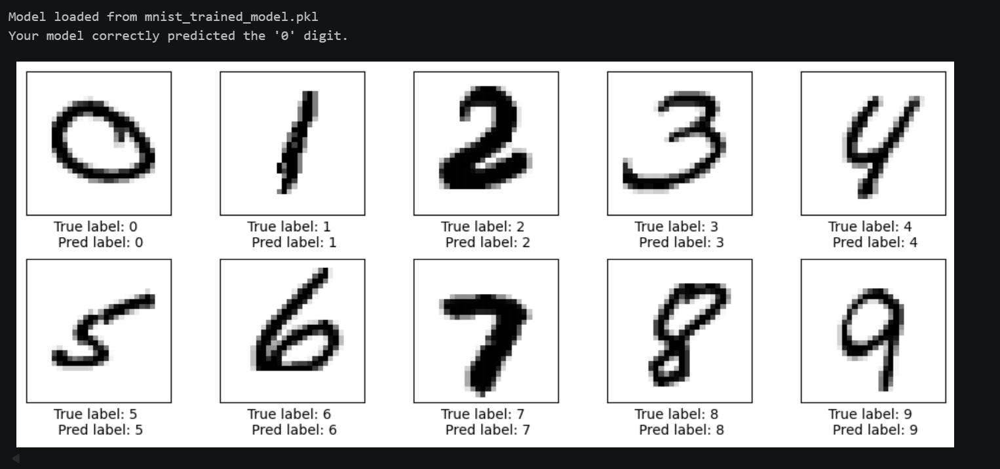 Model loaded from mnist_trained_model.pkl
Your model correctly predicted the '0' digit.
0 1 2 3 4
True label: 0 True label: 1 True label: 2 True label: 3 True label: 4
Pred label: 0 Pred label: 1 Pred label: 2 Pred label: 3 Pred label: 4
5 6 7 8 9
True label: 5 True label: 6 True label: 7 True label: 8 True label: 9
Pred label: 5 Pred label: 6 Pred label: 7 Pred label: 8 Pred label: 9